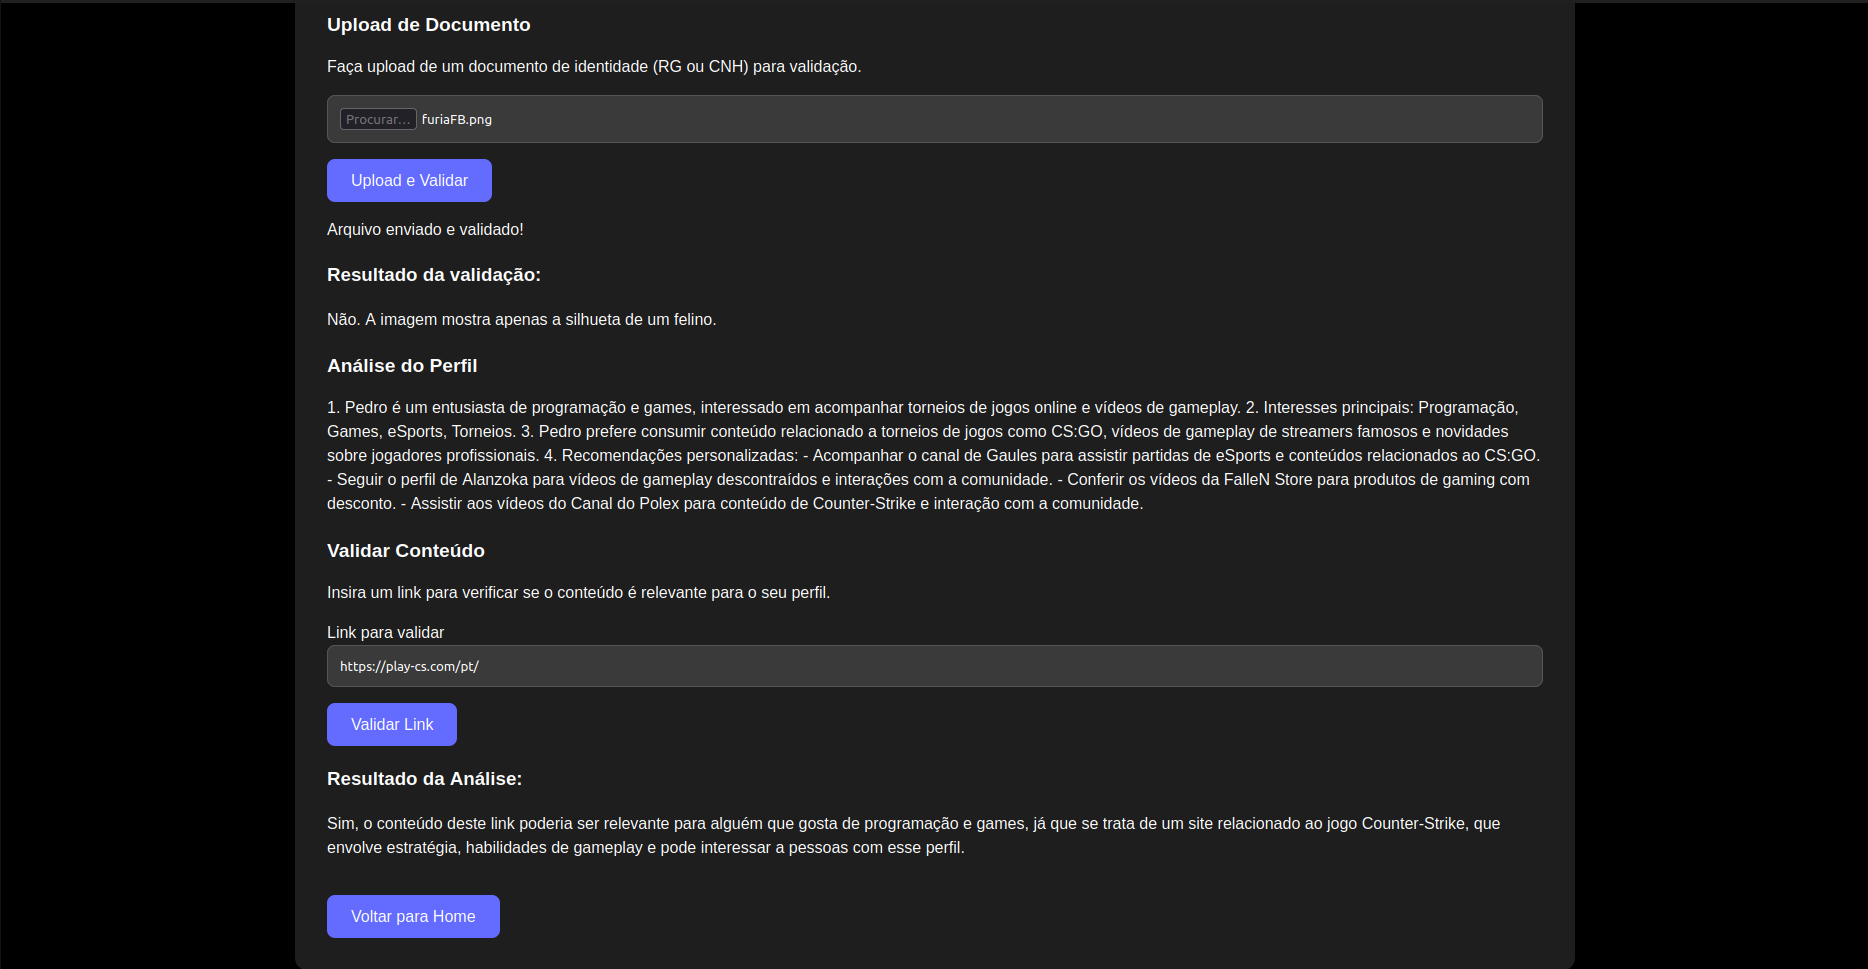 Upload de Documento
Faça upload de um documento de identidade (RG ou CNH) para validação.
Procurar... furiaFB.png
Upload e Validar
Arquivo enviado e validado!
Resultado da validação:
Não. A imagem mostra apenas a silhueta de um felino.
Análise do Perfil
1. Pedro é um entusiasta de programação e games, interessado em acompanhar torneios de jogos online e vídeos de gameplay. 2. Interesses principais: Programação,
Games, eSports, Torneios. 3. Pedro prefere consumir conteúdo relacionado a torneios de jogos como CS:GO, vídeos de gameplay de streamers famosos e novidades
sobre jogadores profissionais. 4. Recomendações personalizadas: - Acompanhar o canal de Gaules para assistir partidas de eSports e conteúdos relacionados ao CS:GO.
- Seguir o perfil de Alanzoka para vídeos de gameplay descontraídos e interações com a comunidade. - Conferir os vídeos da FalleN Store para produtos de gaming com
desconto. - Assistir aos vídeos do Canal do Polex para conteúdo de Counter-Strike e interação com a comunidade.
Validar Conteúdo
Insira um link para verificar se o conteúdo é relevante para o seu perfil.
Link para validar
https://play-cs.com/pt/
Validar Link
Resultado da Análise:
Sim, o conteúdo deste link poderia ser relevante para alguém que gosta de programação e games, já que se trata de um site relacionado ao jogo Counter-Strike, que
envolve estratégia, habilidades de gameplay e pode interessar a pessoas com esse perfil.
Voltar para Home